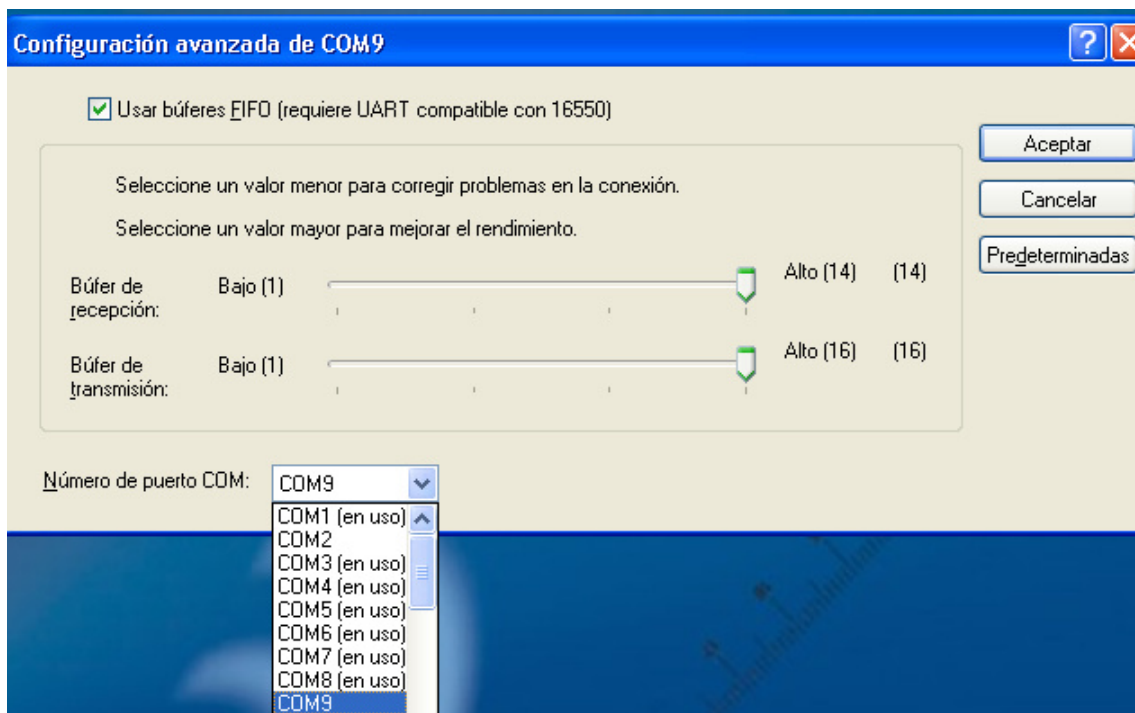 Configuración avanzada de COM9
Usar búferes FIFO (requiere UART compatible con 16550)
Seleccione un valor menor para corregir problemas en la conexión.
Seleccione un valor mayor para mejorar el rendimiento.
Búfer de recepción: Bajo (1) Alto (14) (14)
Búfer de transmisión: Bajo (1) Alto (16) (16)
Aceptar
Cancelar
Predeterminadas
Número de puerto COM: COM9
COM1 (en uso)
COM2
COM3 (en uso)
COM4 (en uso)
COM5 (en uso)
COM6 (en uso)
COM7 (en uso)
COM8 (en uso)
COM9